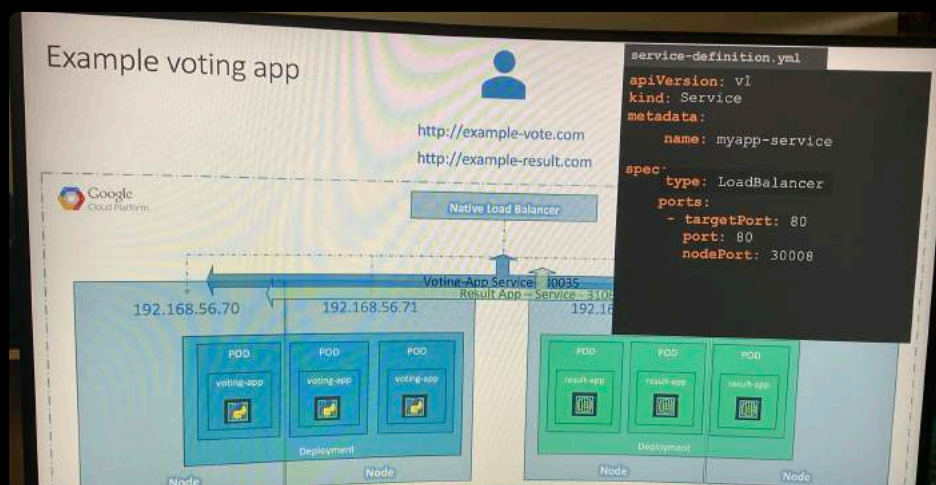 Example voting app
http://example-vote.com
http://example-result.com
Google
Cloud Platform
Native Load Balancer
service-definition.yml
apiVersion: v1
kind: Service
metadata:
name: myapp-service
spec:
type: LoadBalancer
ports:
- targetPort: 80
port: 80
nodePort: 30008
Voting-App Service
Result App – Service - 
192.168.56.70
192.168.56.71
POD
POD
POD
voting-app
voting-app
voting-app
Deployment
Node
Node
POD
POD
POD
result-app
result-app
result-app
Deployment
Node
Node